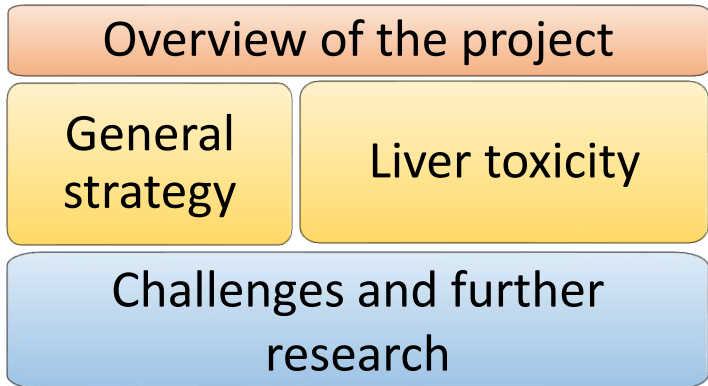 Overview of the project
General
strategy
Liver toxicity
Challenges and further
research